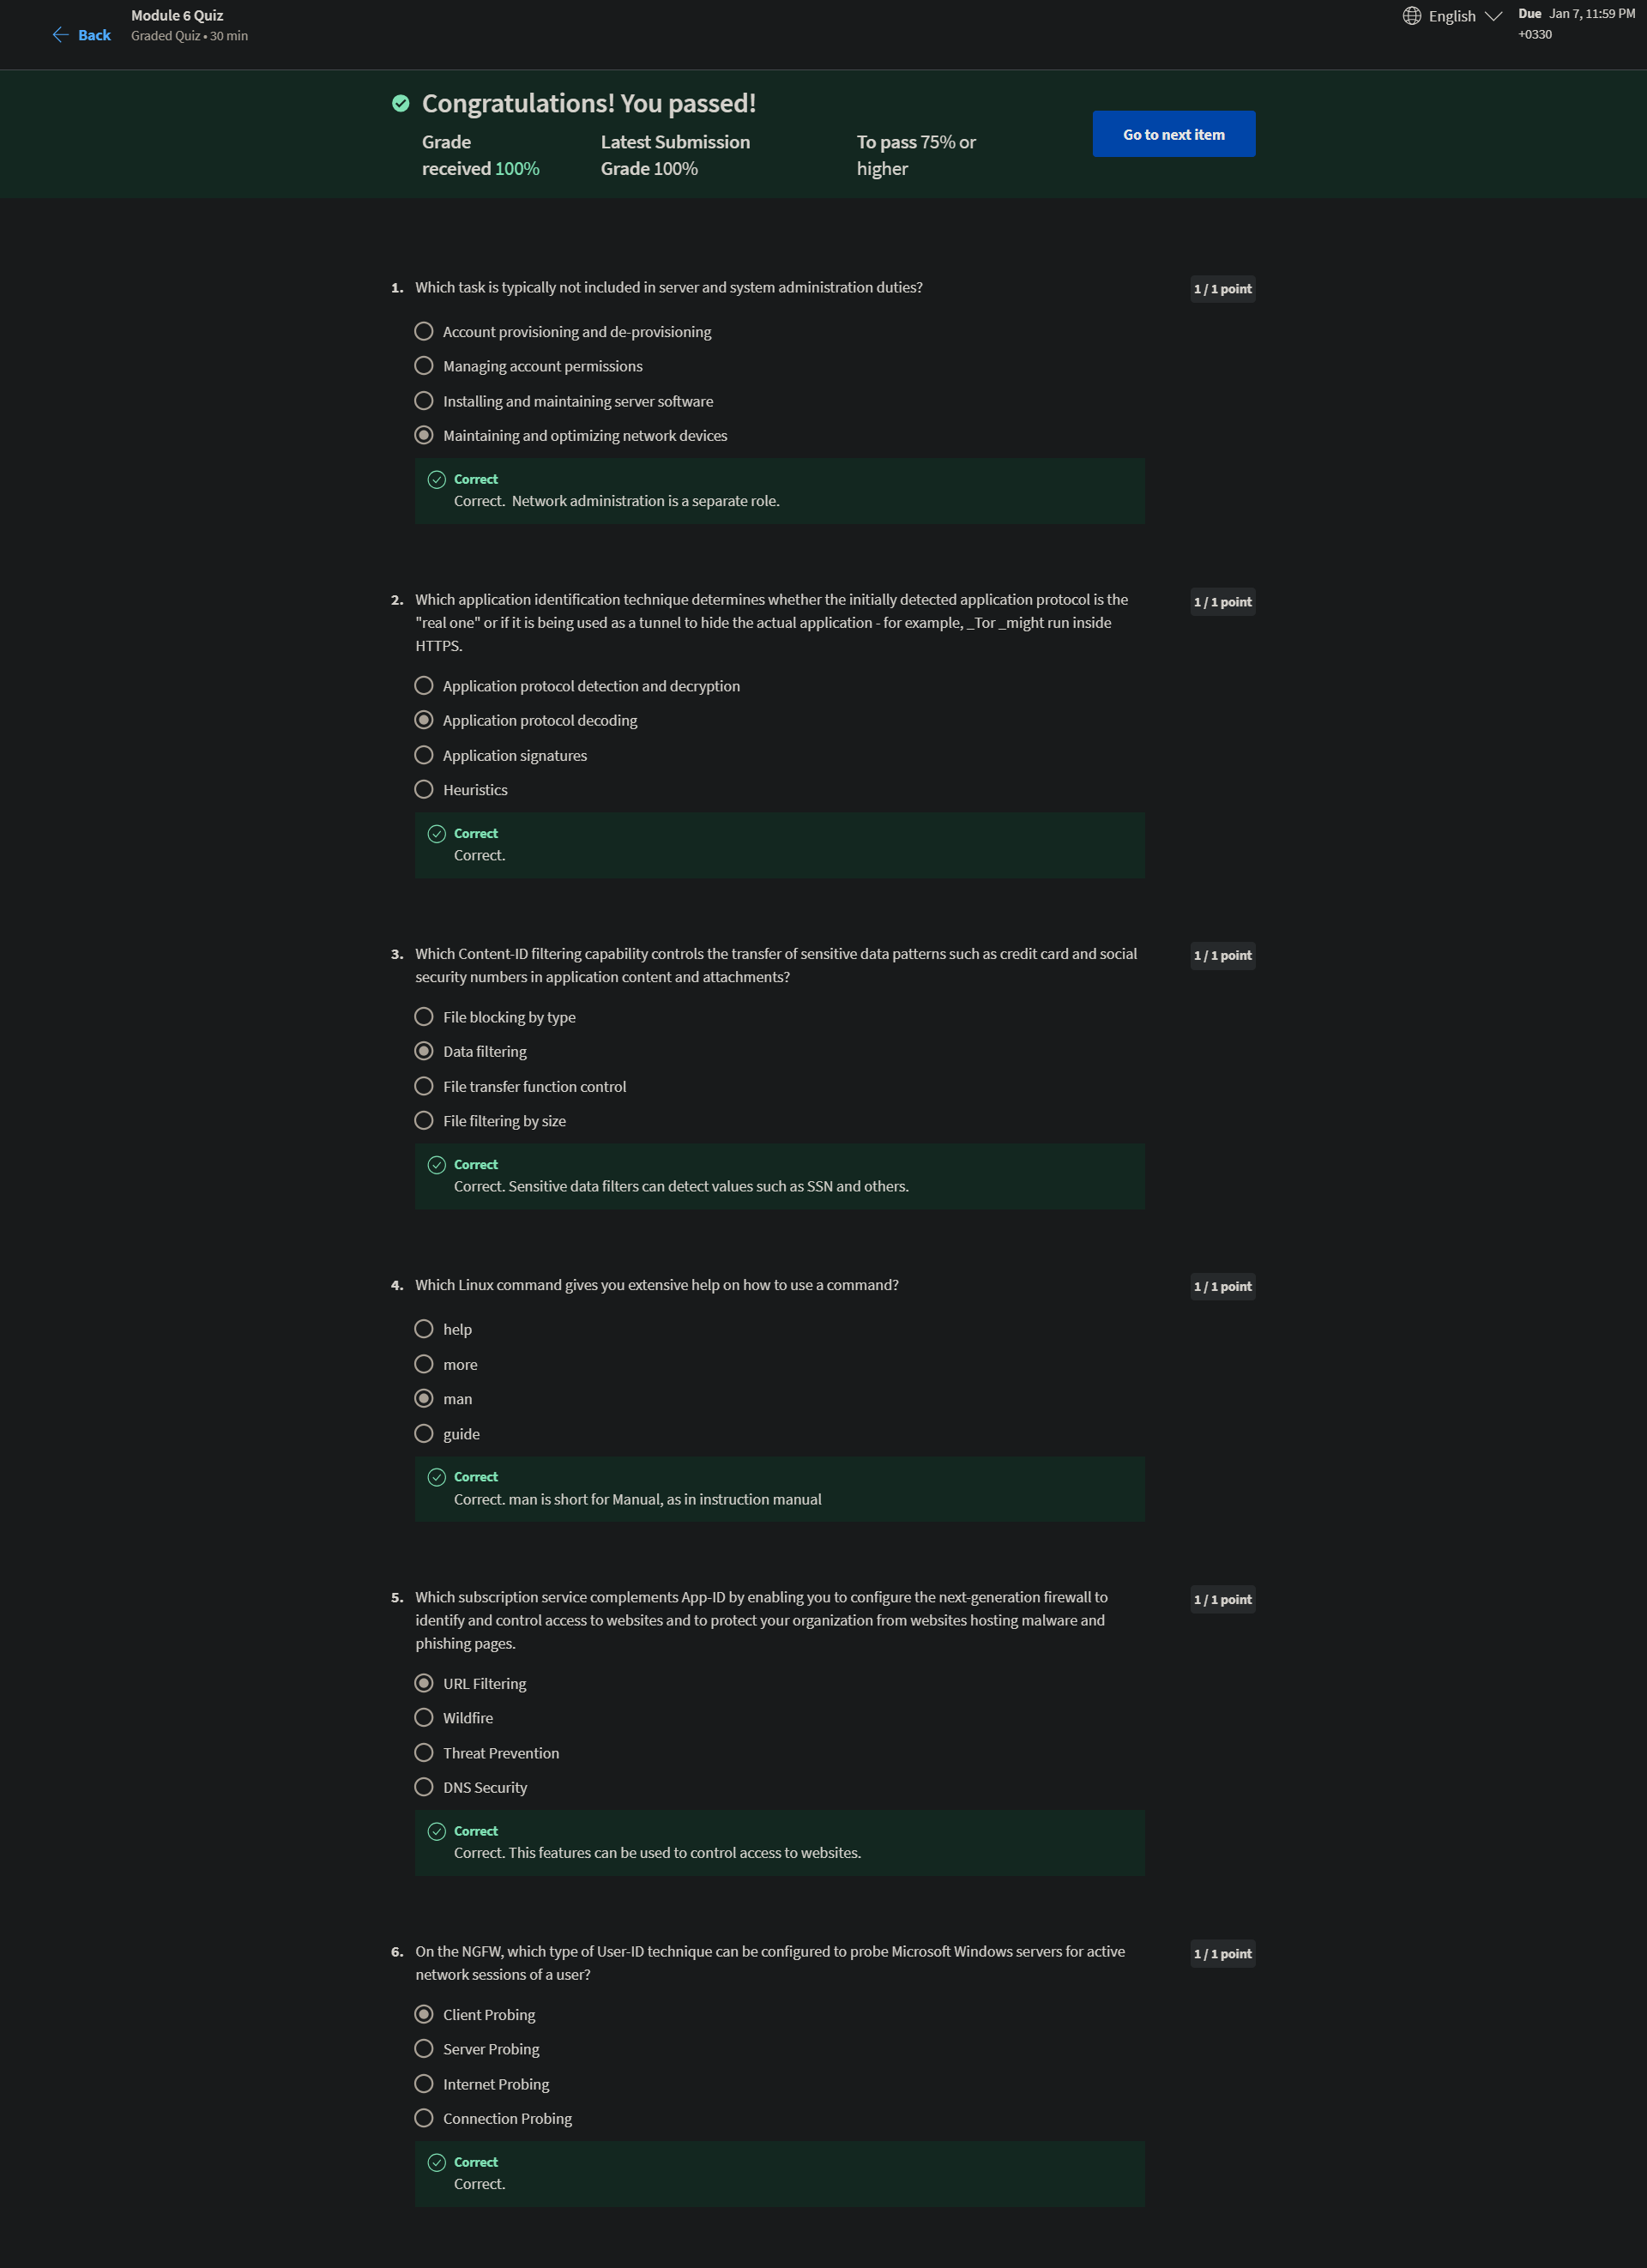 Back
Module 6 Quiz
Graded Quiz • 30 min
English
Due Jan 7, 11:59 PM
+0330
Congratulations! You passed!
Grade
received 100%
Latest Submission
Grade 100%
To pass 75% or
higher
Go to next item
1. Which task is typically not included in server and system administration duties?
1 / 1 point
Account provisioning and de-provisioning
Managing account permissions
Installing and maintaining server software
Maintaining and optimizing network devices
Correct
Correct.  Network administration is a separate role.
2. Which application identification technique determines whether the initially detected application protocol is the
"real one" or if it is being used as a tunnel to hide the actual application - for example, _Tor _might run inside
HTTPS.
1 / 1 point
Application protocol detection and decryption
Application protocol decoding
Application signatures
Heuristics
Correct
Correct.
3. Which Content-ID filtering capability controls the transfer of sensitive data patterns such as credit card and social
security numbers in application content and attachments?
1 / 1 point
File blocking by type
Data filtering
File transfer function control
File filtering by size
Correct
Correct. Sensitive data filters can detect values such as SSN and others.
4. Which Linux command gives you extensive help on how to use a command?
1 / 1 point
help
more
man
guide
Correct
Correct. man is short for Manual, as in instruction manual
5. Which subscription service complements App-ID by enabling you to configure the next-generation firewall to
identify and control access to websites and to protect your organization from websites hosting malware and
phishing pages.
1 / 1 point
URL Filtering
Wildfire
Threat Prevention
DNS Security
Correct
Correct. This features can be used to control access to websites.
6. On the NGFW, which type of User-ID technique can be configured to probe Microsoft Windows servers for active
network sessions of a user?
1 / 1 point
Client Probing
Server Probing
Internet Probing
Connection Probing
Correct
Correct.